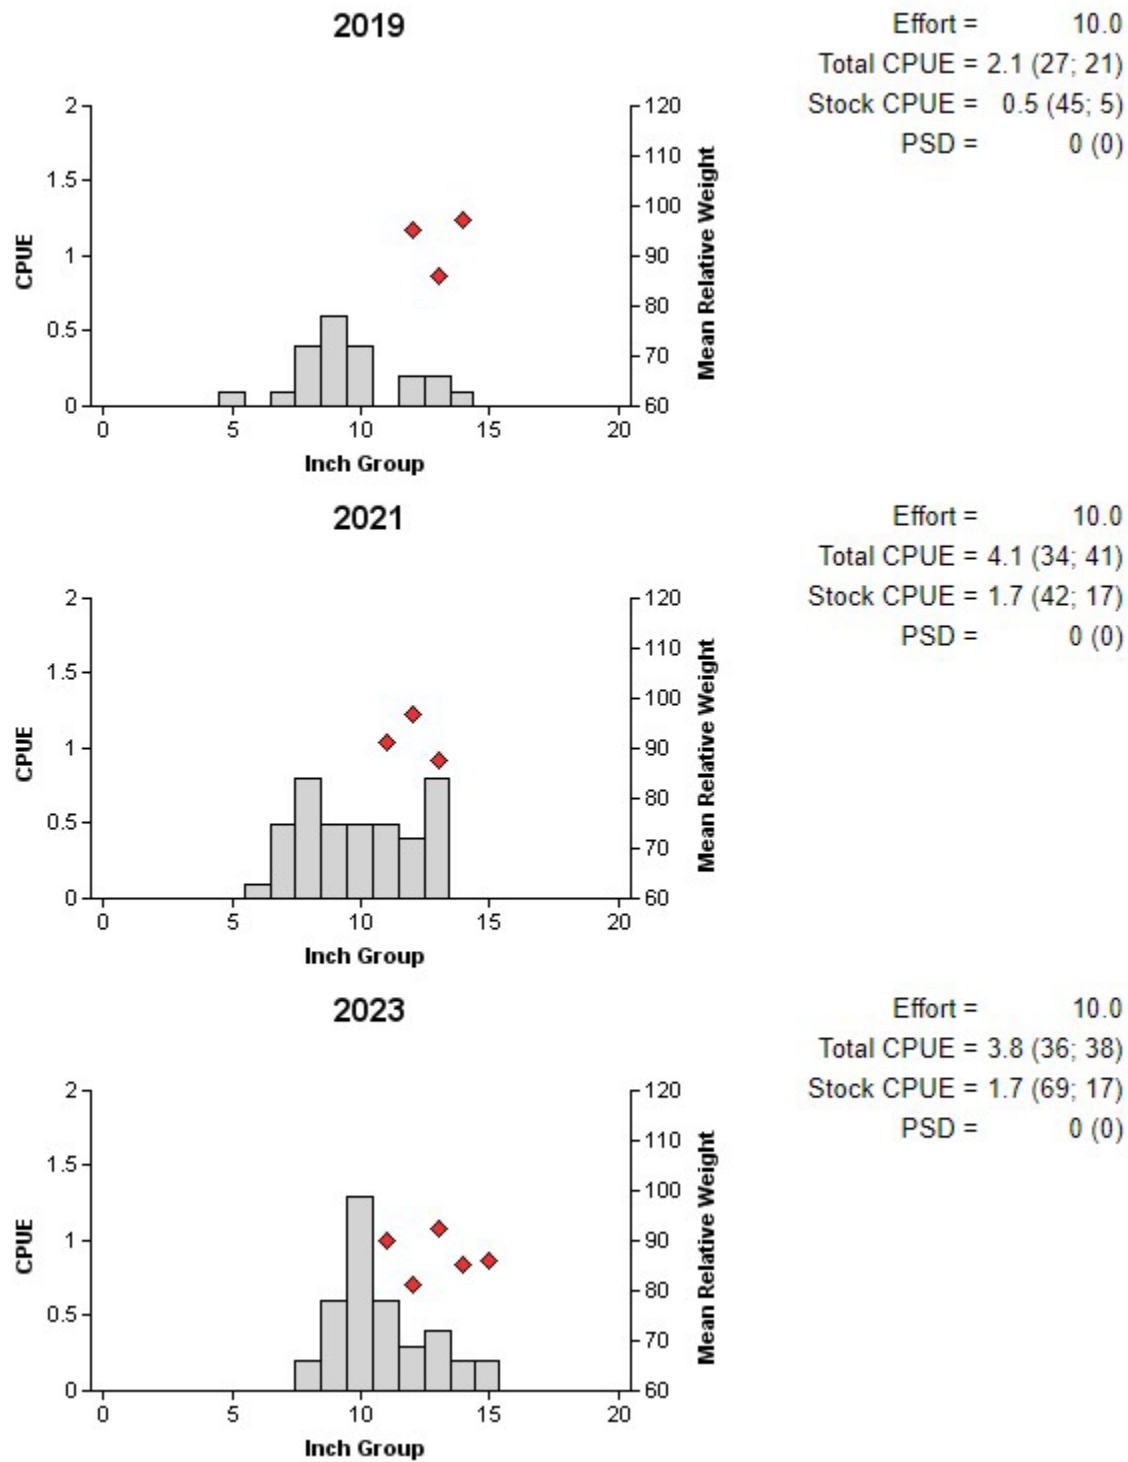 2019
Effort = 10.0
Total CPUE = 2.1 (27; 21)
Stock CPUE = 0.5 (45; 5)
PSD = 0 (0)
2 120
110
1.5
100
1 90
80
0.5
70
0 60
0 5 10 15 20
CPUE
Mean Relative Weight
Inch Group
2021
Effort = 10.0
Total CPUE = 4.1 (34; 41)
Stock CPUE = 1.7 (42; 17)
PSD = 0 (0)
2 120
110
1.5
100
1 90
80
0.5
70
0 60
0 5 10 15 20
CPUE
Mean Relative Weight
Inch Group
2023
Effort = 10.0
Total CPUE = 3.8 (36; 38)
Stock CPUE = 1.7 (69; 17)
PSD = 0 (0)
2 120
110
1.5
100
1 90
80
0.5
70
0 60
0 5 10 15 20
CPUE
Mean Relative Weight
Inch Group